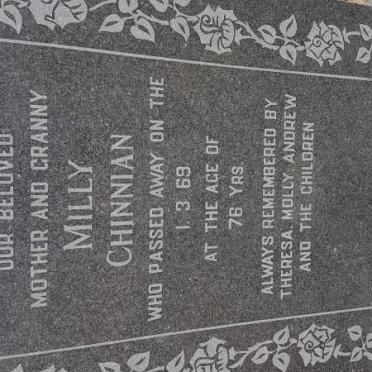 OUR BELOVED
MOTHER AND GRANNY
MILLY
CHINNIAN
WHO PASSED AWAY ON THE
1.3.69
AT THE AGE OF
76 YRS.
ALWAYS REMEMBERED BY
THERESA, MOLLY, ANDREW
AND THE CHILDREN